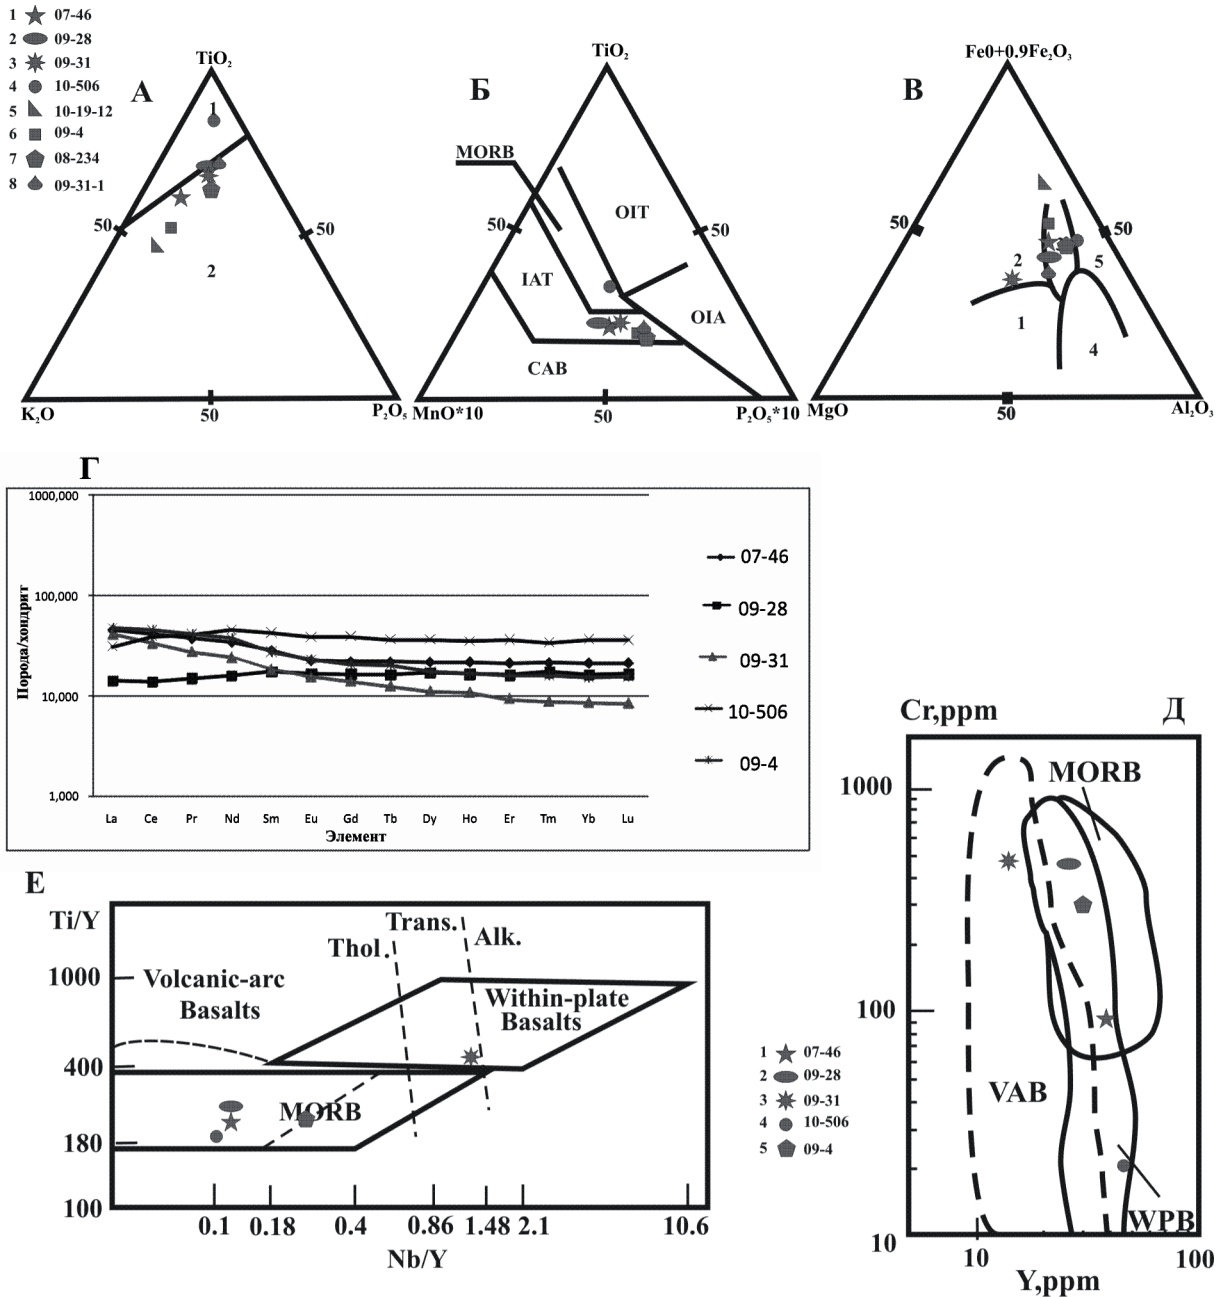 1 07-46
2 09-28
3 09-31
4 10-506
5 10-19-12
6 09-4
7 08-234
8 09-31-1
А
TiO₂
1
50
50
2
K₂O
50
P₂O₅
Б
TiO₂
MORB
50
50
OIT
IAT
OIA
CAB
MnO*10
50
P₂O₅*10
В
Fe0+0.9Fe₂O₃
50
50
2
5
1
4
MgO
50
Al₂O₃
Г
1000,000
100,000
10,000
1,000
Порода/хондрит
La Ce Pr Nd Sm Eu Gd Tb Dy Ho Er Tm Yb Lu
Элемент
07-46
09-28
09-31
10-506
09-4
Cr,ppm
Д
1000
100
10
MORB
VAB
WPB
10
100
Y,ppm
1 07-46
2 09-28
3 09-31
4 10-506
5 09-4
Е
Ti/Y
1000
400
180
100
Volcanic-arc
Basalts
Thol.
Trans.
Alk.
Within-plate
Basalts
MORB
0.1 0.18 0.4 0.86 1.48 2.1 10.6
Nb/Y